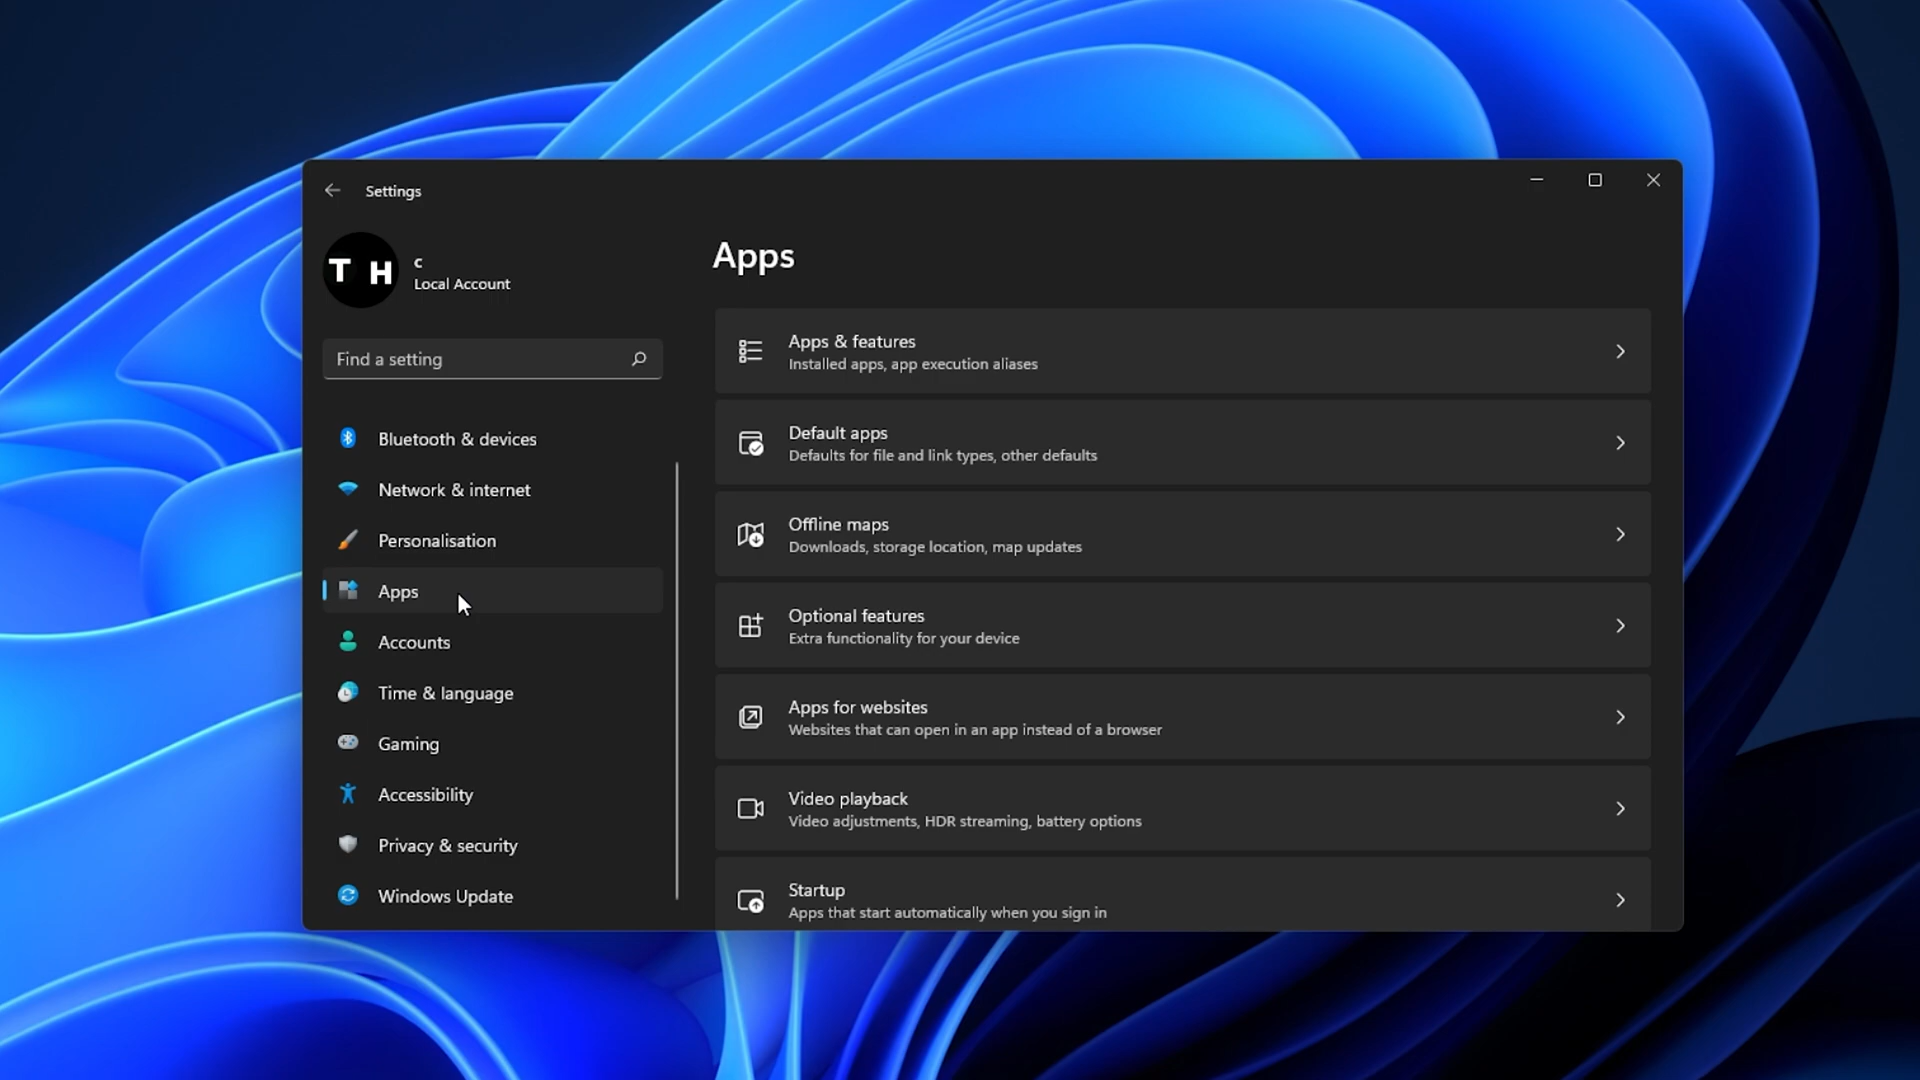 Settings
T H
c
Local Account
Find a setting
Bluetooth & devices
Network & internet
Personalisation
Apps
Accounts
Time & language
Gaming
Accessibility
Privacy & security
Windows Update
Apps
Apps & features
Installed apps, app execution aliases
Default apps
Defaults for file and link types, other defaults
Offline maps
Downloads, storage location, map updates
Optional features
Extra functionality for your device
Apps for websites
Websites that can open in an app instead of a browser
Video playback
Video adjustments, HDR streaming, battery options
Startup
Apps that start automatically when you sign in